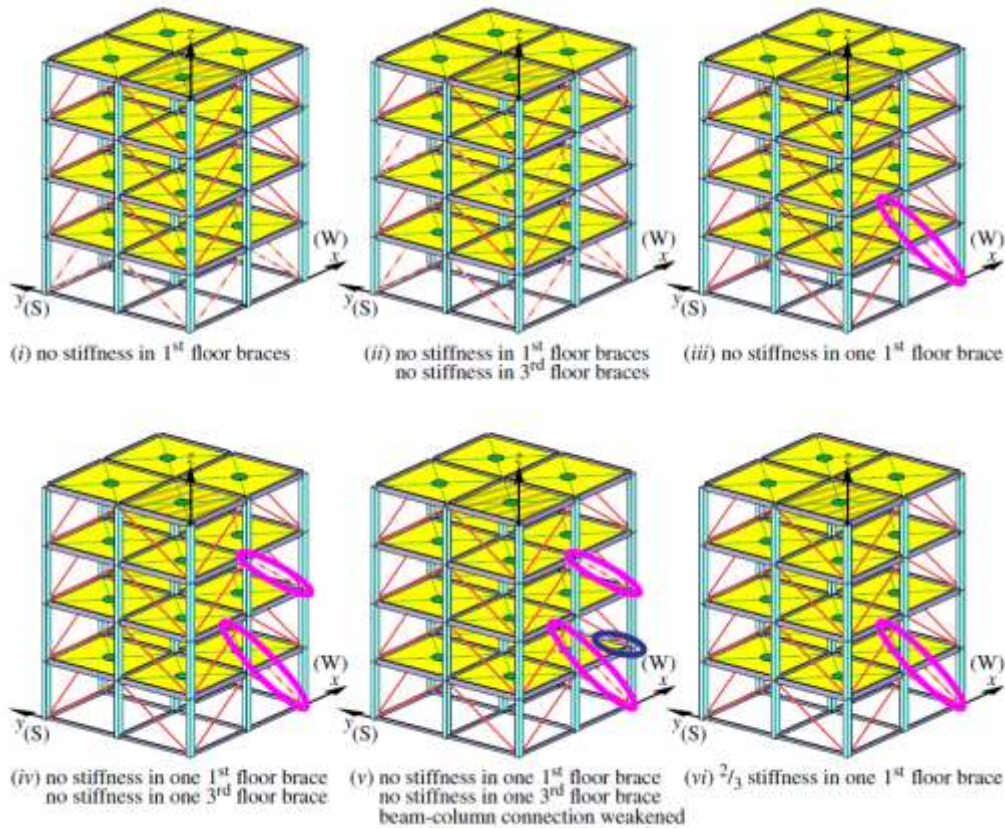 z
z
z
(W)
x
(W)
x
(W)
x
y(S)
y(S)
y(S)
(i) no stiffness in 1st floor braces
(ii) no stiffness in 1st floor braces
no stiffness in 3rd floor braces
(iii) no stiffness in one 1st floor brace
z
z
z
(W)
x
(W)
x
(W)
x
y(S)
y(S)
y(S)
(iv) no stiffness in one 1st floor brace
no stiffness in one 3rd floor brace
(v) no stiffness in one 1st floor brace
no stiffness in one 3rd floor brace
beam-column connection weakened
(vi) 2/3 stiffness in one 1st floor brace